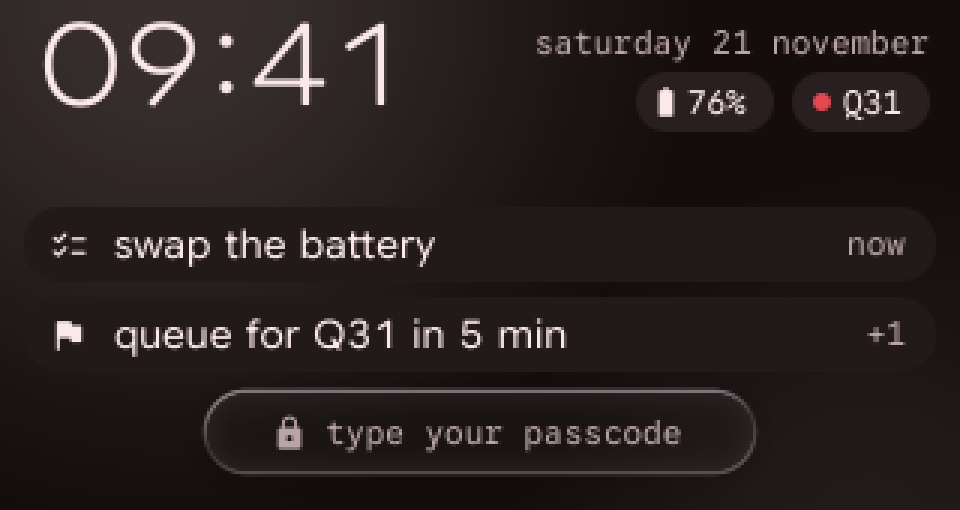 09:41
saturday 21 november
76%
Q31
swap the battery
now
queue for Q31 in 5 min
+1
type your passcode